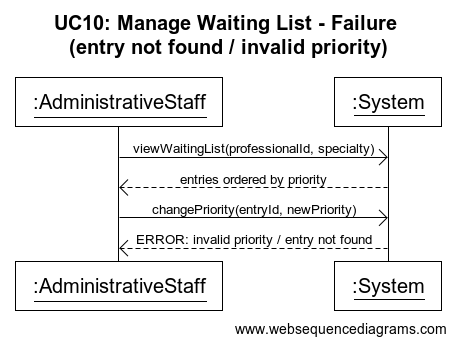 UC10: Manage Waiting List - Failure
(entry not found / invalid priority)
:AdministrativeStaff
:System
viewWaitingList(professionalId, specialty)
entries ordered by priority
changePriority(entryId, newPriority)
ERROR: invalid priority / entry not found
:AdministrativeStaff
:System
www.websequencediagrams.com